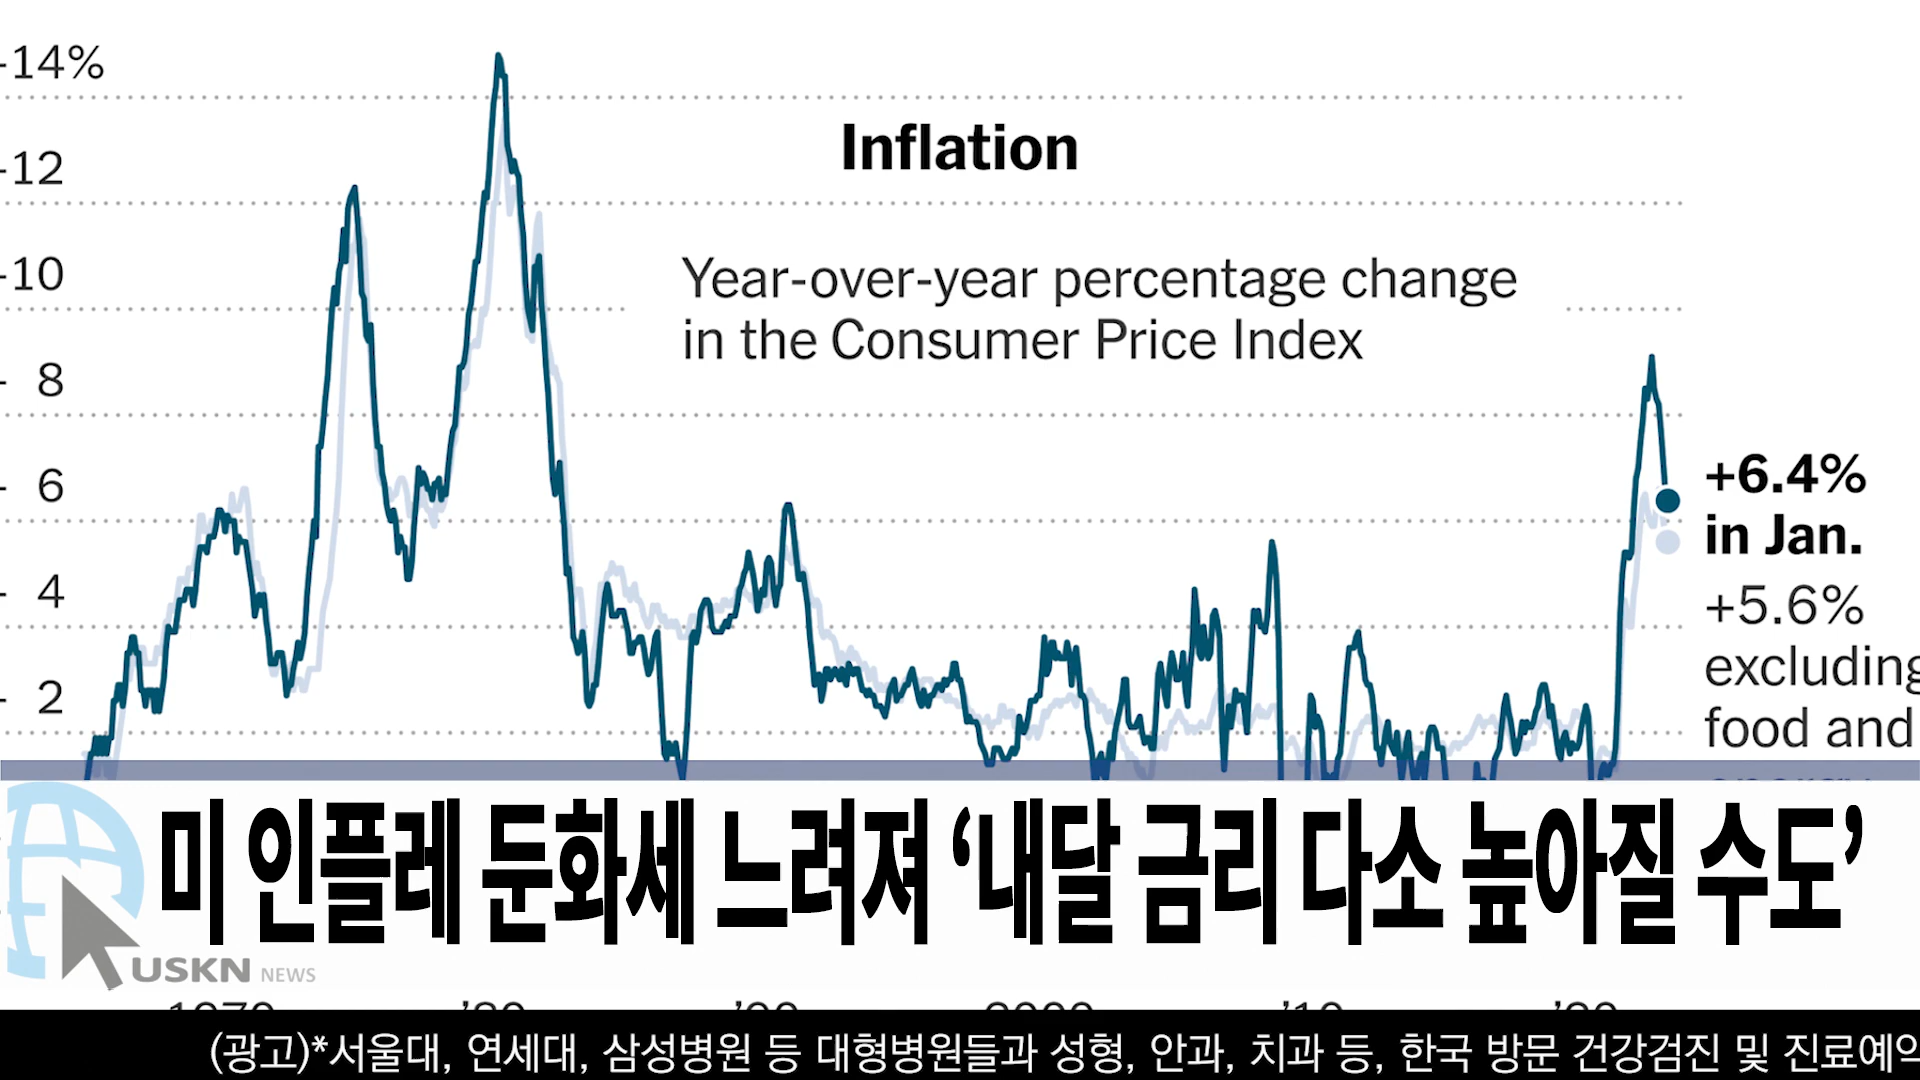 14%
Inflation
12
10
Year-over-year percentage change
in the Consumer Price Index
8
6
+6.4%
in Jan.
4
+5.6%
excluding
food and
2
미 인플레 둔화세 느려져 ‘내달 금리 다소 높아질 수도’
USKN NEWS
(광고)*서울대, 연세대, 삼성병원 등 대형병원들과 성형, 안과, 치과 등, 한국 방문 건강검진 및 진료예약